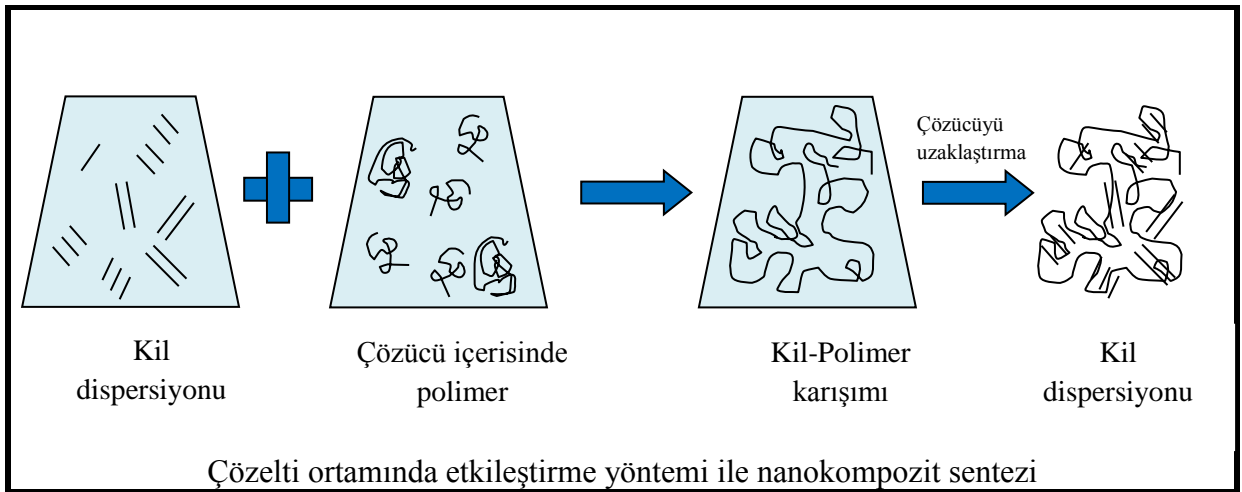 Çözücüyü
uzaklaştırma
Kil
dispersiyonu
Çözücü içerisinde
polimer
Kil-Polimer
karışımı
Kil
dispersiyonu
Çözelti ortamında etkileştirme yöntemi ile nanokompozit sentezi